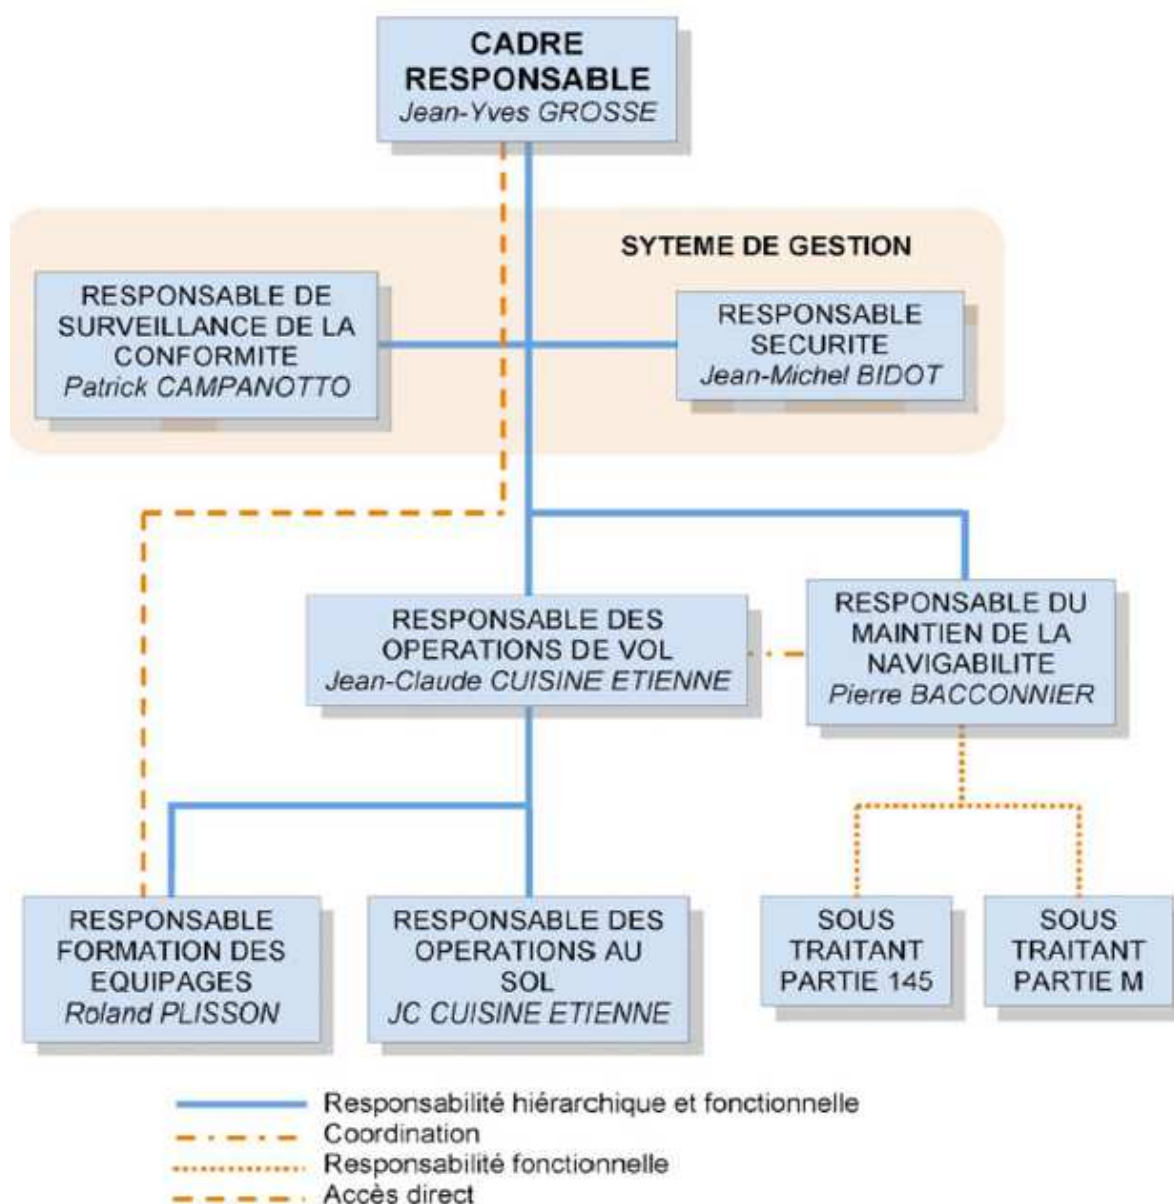 CADRE
RESPONSABLE
Jean-Yves GROSSE
SYTEME DE GESTION
RESPONSABLE DE
SURVEILLANCE DE LA
CONFORMITE
Patrick CAMPANOTTO
RESPONSABLE
SECURITE
Jean-Michel BIDOT
RESPONSABLE DES
OPERATIONS DE VOL
Jean-Claude CUISINE ETIENNE
RESPONSABLE DU
MAINTIEN DE LA
NAVIGABILITE
Pierre BACCONNIER
RESPONSABLE
FORMATION DES
EQUIPAGES
Roland PLISSON
RESPONSABLE DES
OPERATIONS AU
SOL
JC CUISINE ETIENNE
SOUS
TRAITANT
PARTIE 145
SOUS
TRAITANT
PARTIE M
Responsabilité hiérarchique et fonctionnelle
Coordination
Responsabilité fonctionnelle
Accès direct